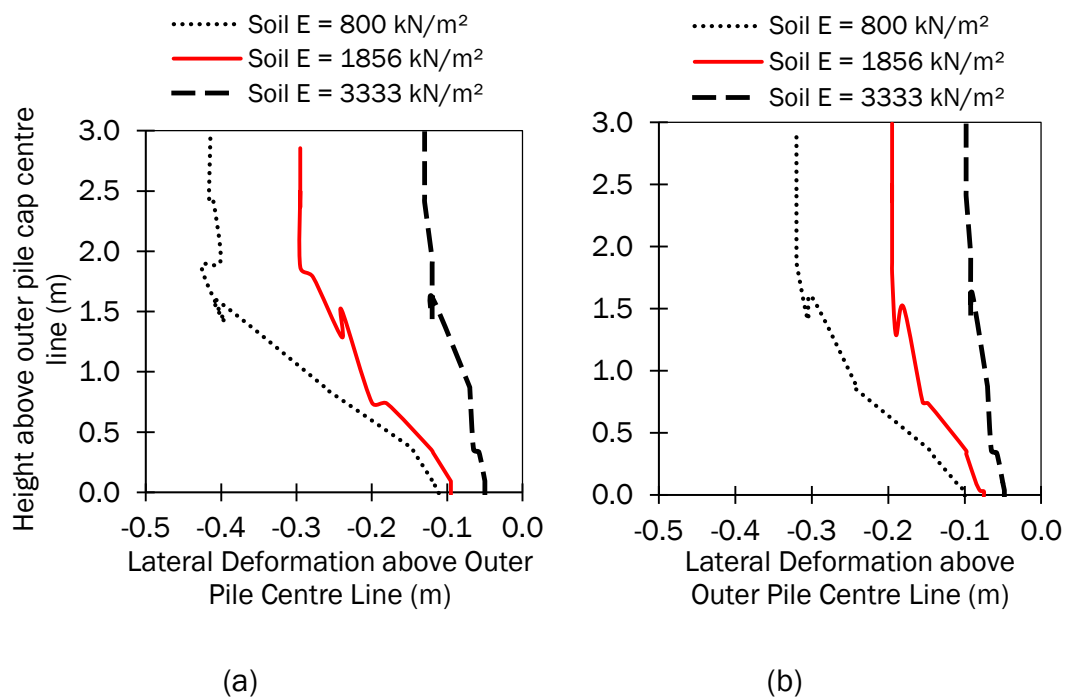 Soil E = 800 kN/m²
Soil E = 1856 kN/m²
Soil E = 3333 kN/m²
Height above outer pile cap centre
line (m)
3.0
2.5
2.0
1.5
1.0
0.5
0.0
-0.5 -0.4 -0.3 -0.2 -0.1 0.0
Lateral Deformation above Outer
Pile Centre Line (m)
(a)
Soil E = 800 kN/m²
Soil E = 1856 kN/m²
Soil E = 3333 kN/m²
3.0
2.5
2.0
1.5
1.0
0.5
0.0
-0.5 -0.4 -0.3 -0.2 -0.1 0.0
Lateral Deformation above
Outer Pile Centre Line (m)
(b)